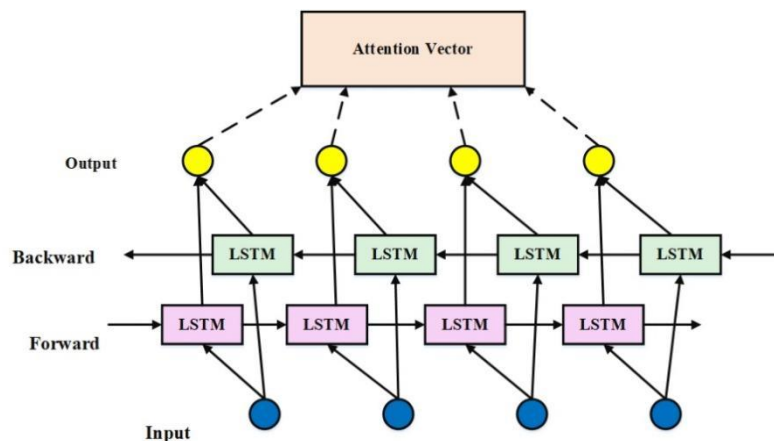 Attention Vector
Output
Backward
LSTM LSTM LSTM LSTM
LSTM LSTM LSTM LSTM
Forward
Input